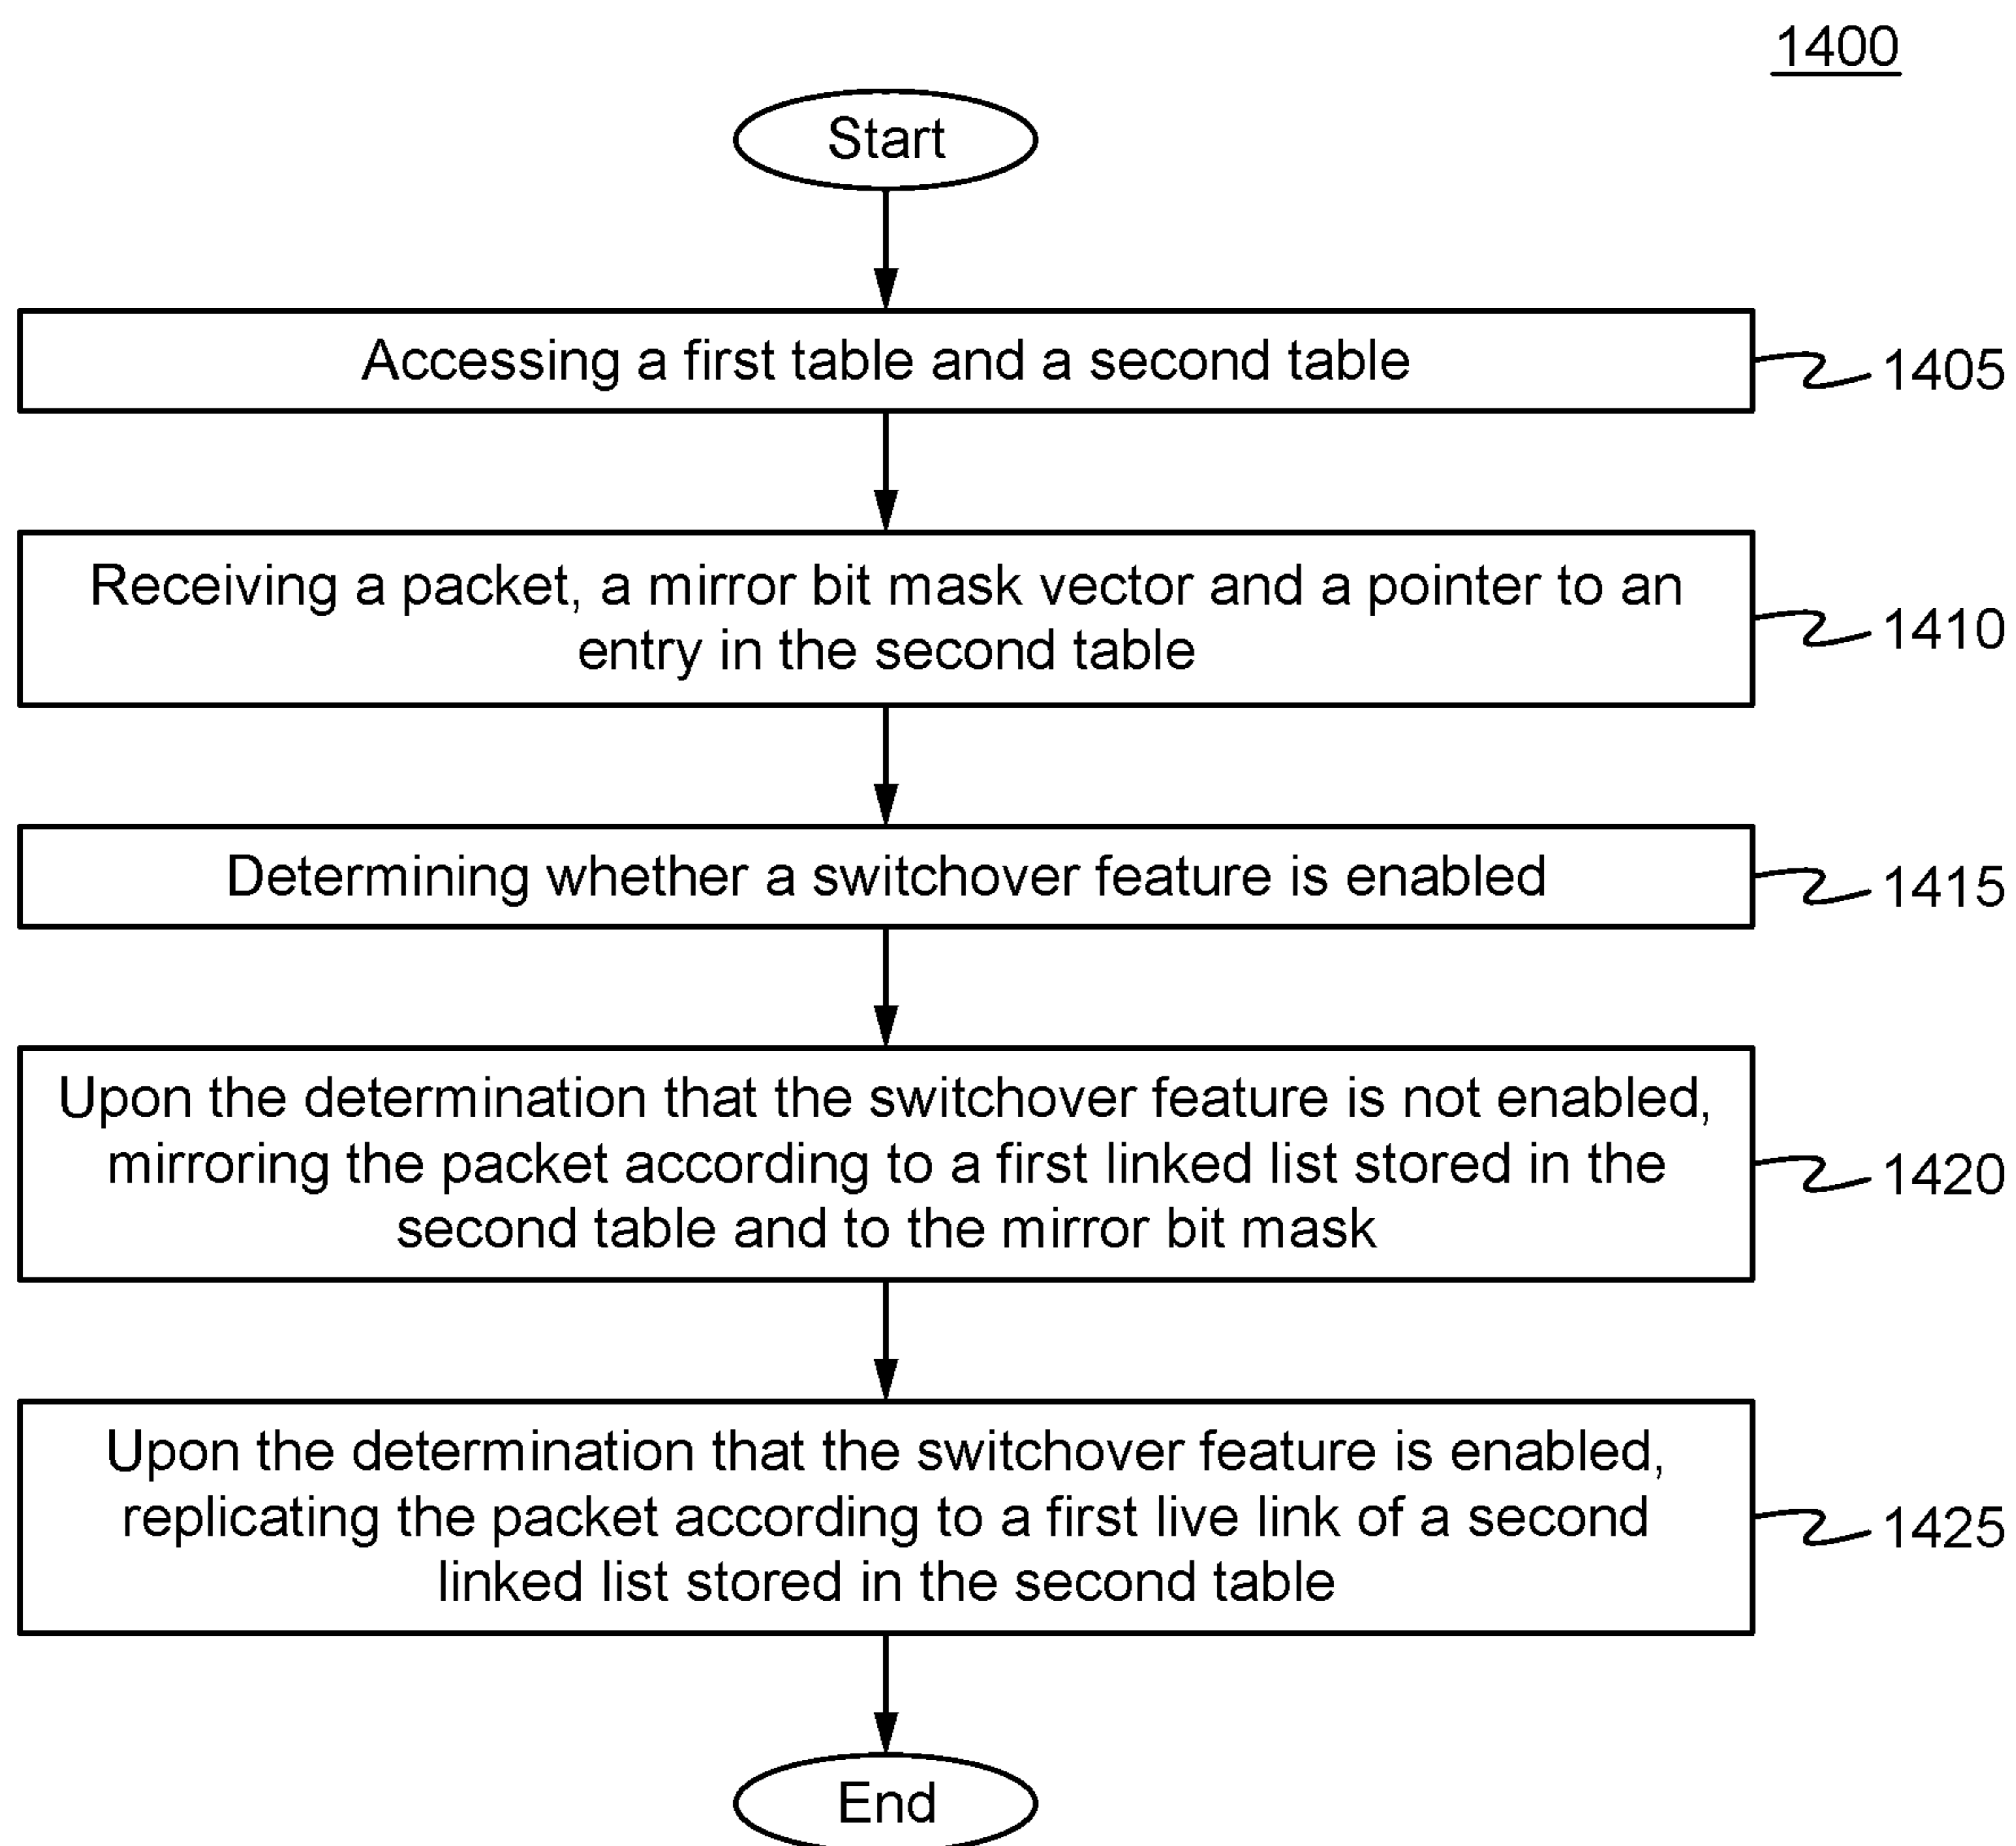 1400
Start
Accessing a first table and a second table
1405
Receiving a packet, a mirror bit mask vector and a pointer to an
entry in the second table
1410
Determining whether a switchover feature is enabled
1415
Upon the determination that the switchover feature is not enabled,
mirroring the packet according to a first linked list stored in the
second table and to the mirror bit mask
1420
Upon the determination that the switchover feature is enabled,
replicating the packet according to a first live link of a second
linked list stored in the second table
1425
End